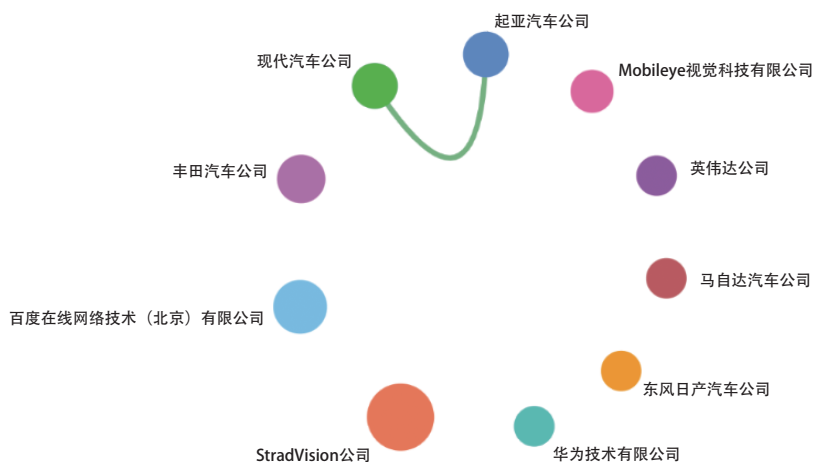 起亚汽车公司
现代汽车公司
Mobileye视觉科技有限公司
丰田汽车公司
英伟达公司
马自达汽车公司
百度在线网络技术（北京）有限公司
东风日产汽车公司
StradVision公司
华为技术有限公司